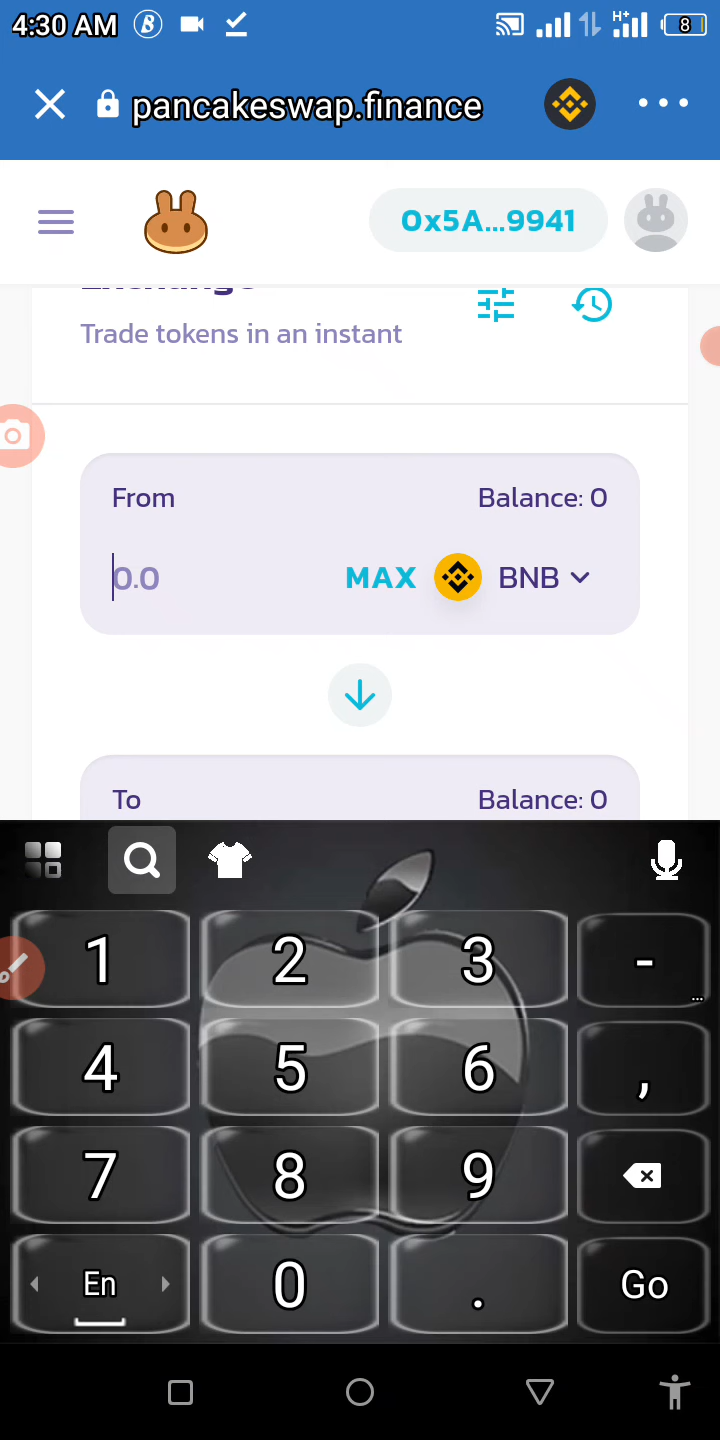 4:30 AM
H+
8
pancakeswap.finance
0x5A...9941
Exchange
Trade tokens in an instant
From
Balance: 0
0.0
MAX
BNB
To
Balance: 0
1 2 3 -
...
4 5 6 ,
7 8 9
En 0 . Go